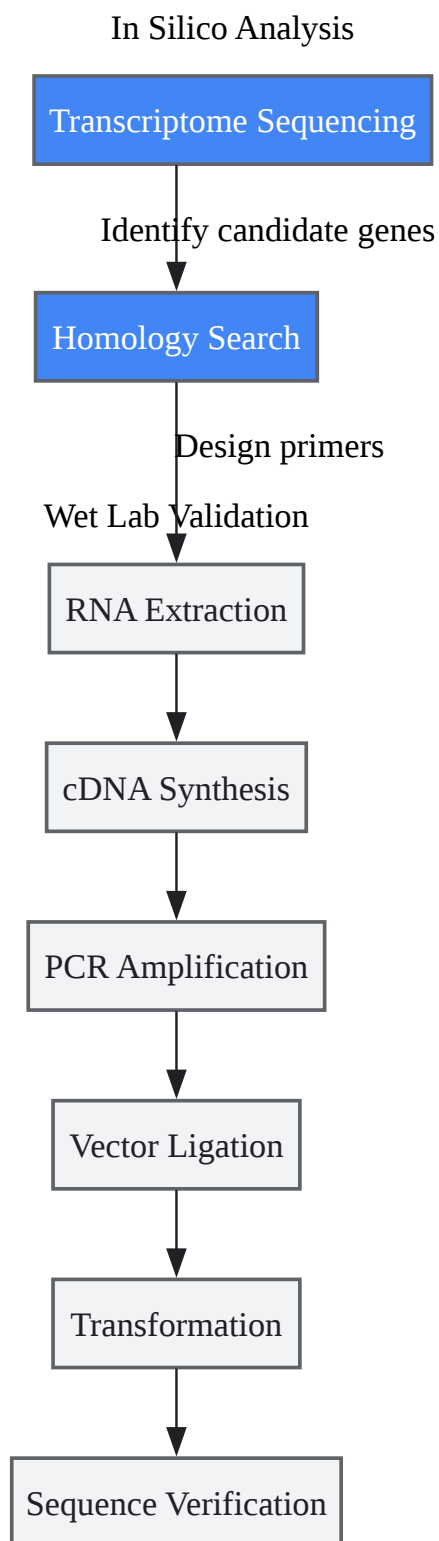 In Silico Analysis
Transcriptome Sequencing
Identify candidate genes
Homology Search
Design primers
Wet Lab Validation
RNA Extraction
cDNA Synthesis
PCR Amplification
Vector Ligation
Transformation
Sequence Verification